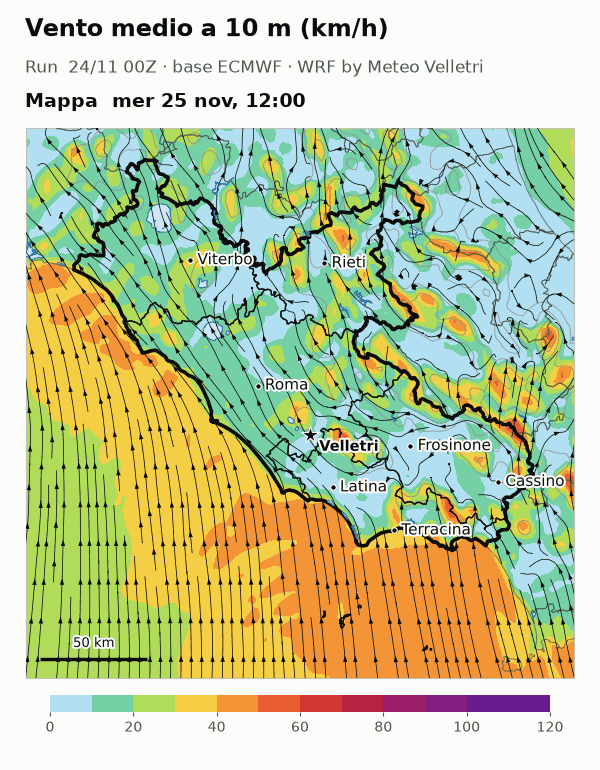 Vento medio a 10 m (km/h)
Run 24/11 00Z · base ECMWF · WRF by Meteo Velletri
Mappa mer 25 nov, 12:00
Viterbo
Rieti
Roma
Velletri
Frosinone
Cassino
Latina
Terracina
50 km
0 20 40 60 80 100 120